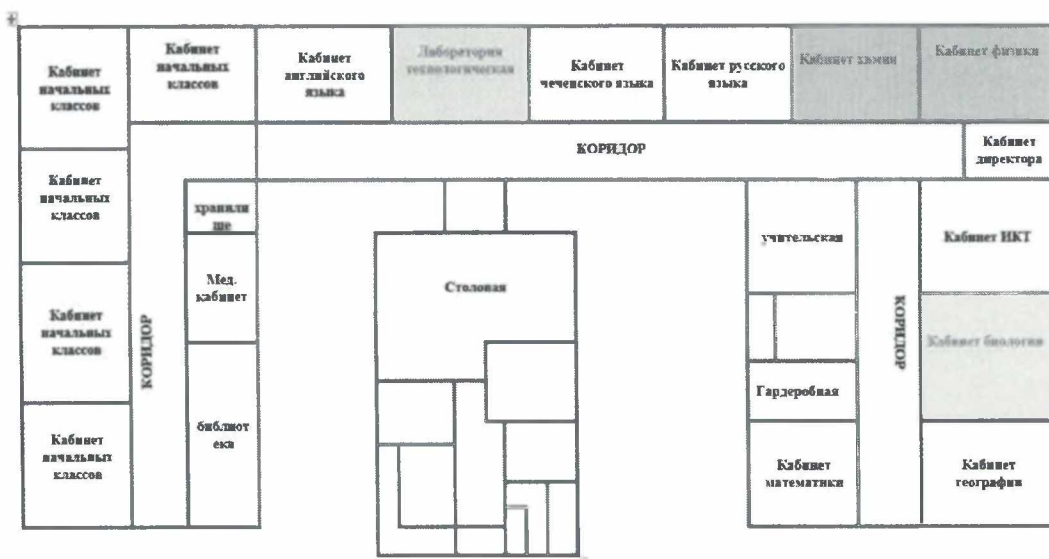 Кабинет
начальных
классов
Кабинет
начальных
классов
Кабинет
английского
языка
Лаборатория
технологическая
Кабинет
чеченского языка
Кабинет русского
языка
Кабинет химии
Кабинет физики
КОРИДОР
Кабинет
директора
Кабинет
начальных
классов
хранили
ше
учительская
Кабинет ИКТ
Мед.
кабинет
Столовая
Кабинет
начальных
классов
КОРИДОР
КОРИДОР
Кабинет биологии
Гардеробная
библиот
ека
Кабинет
начальных
классов
Кабинет
математики
Кабинет
географии